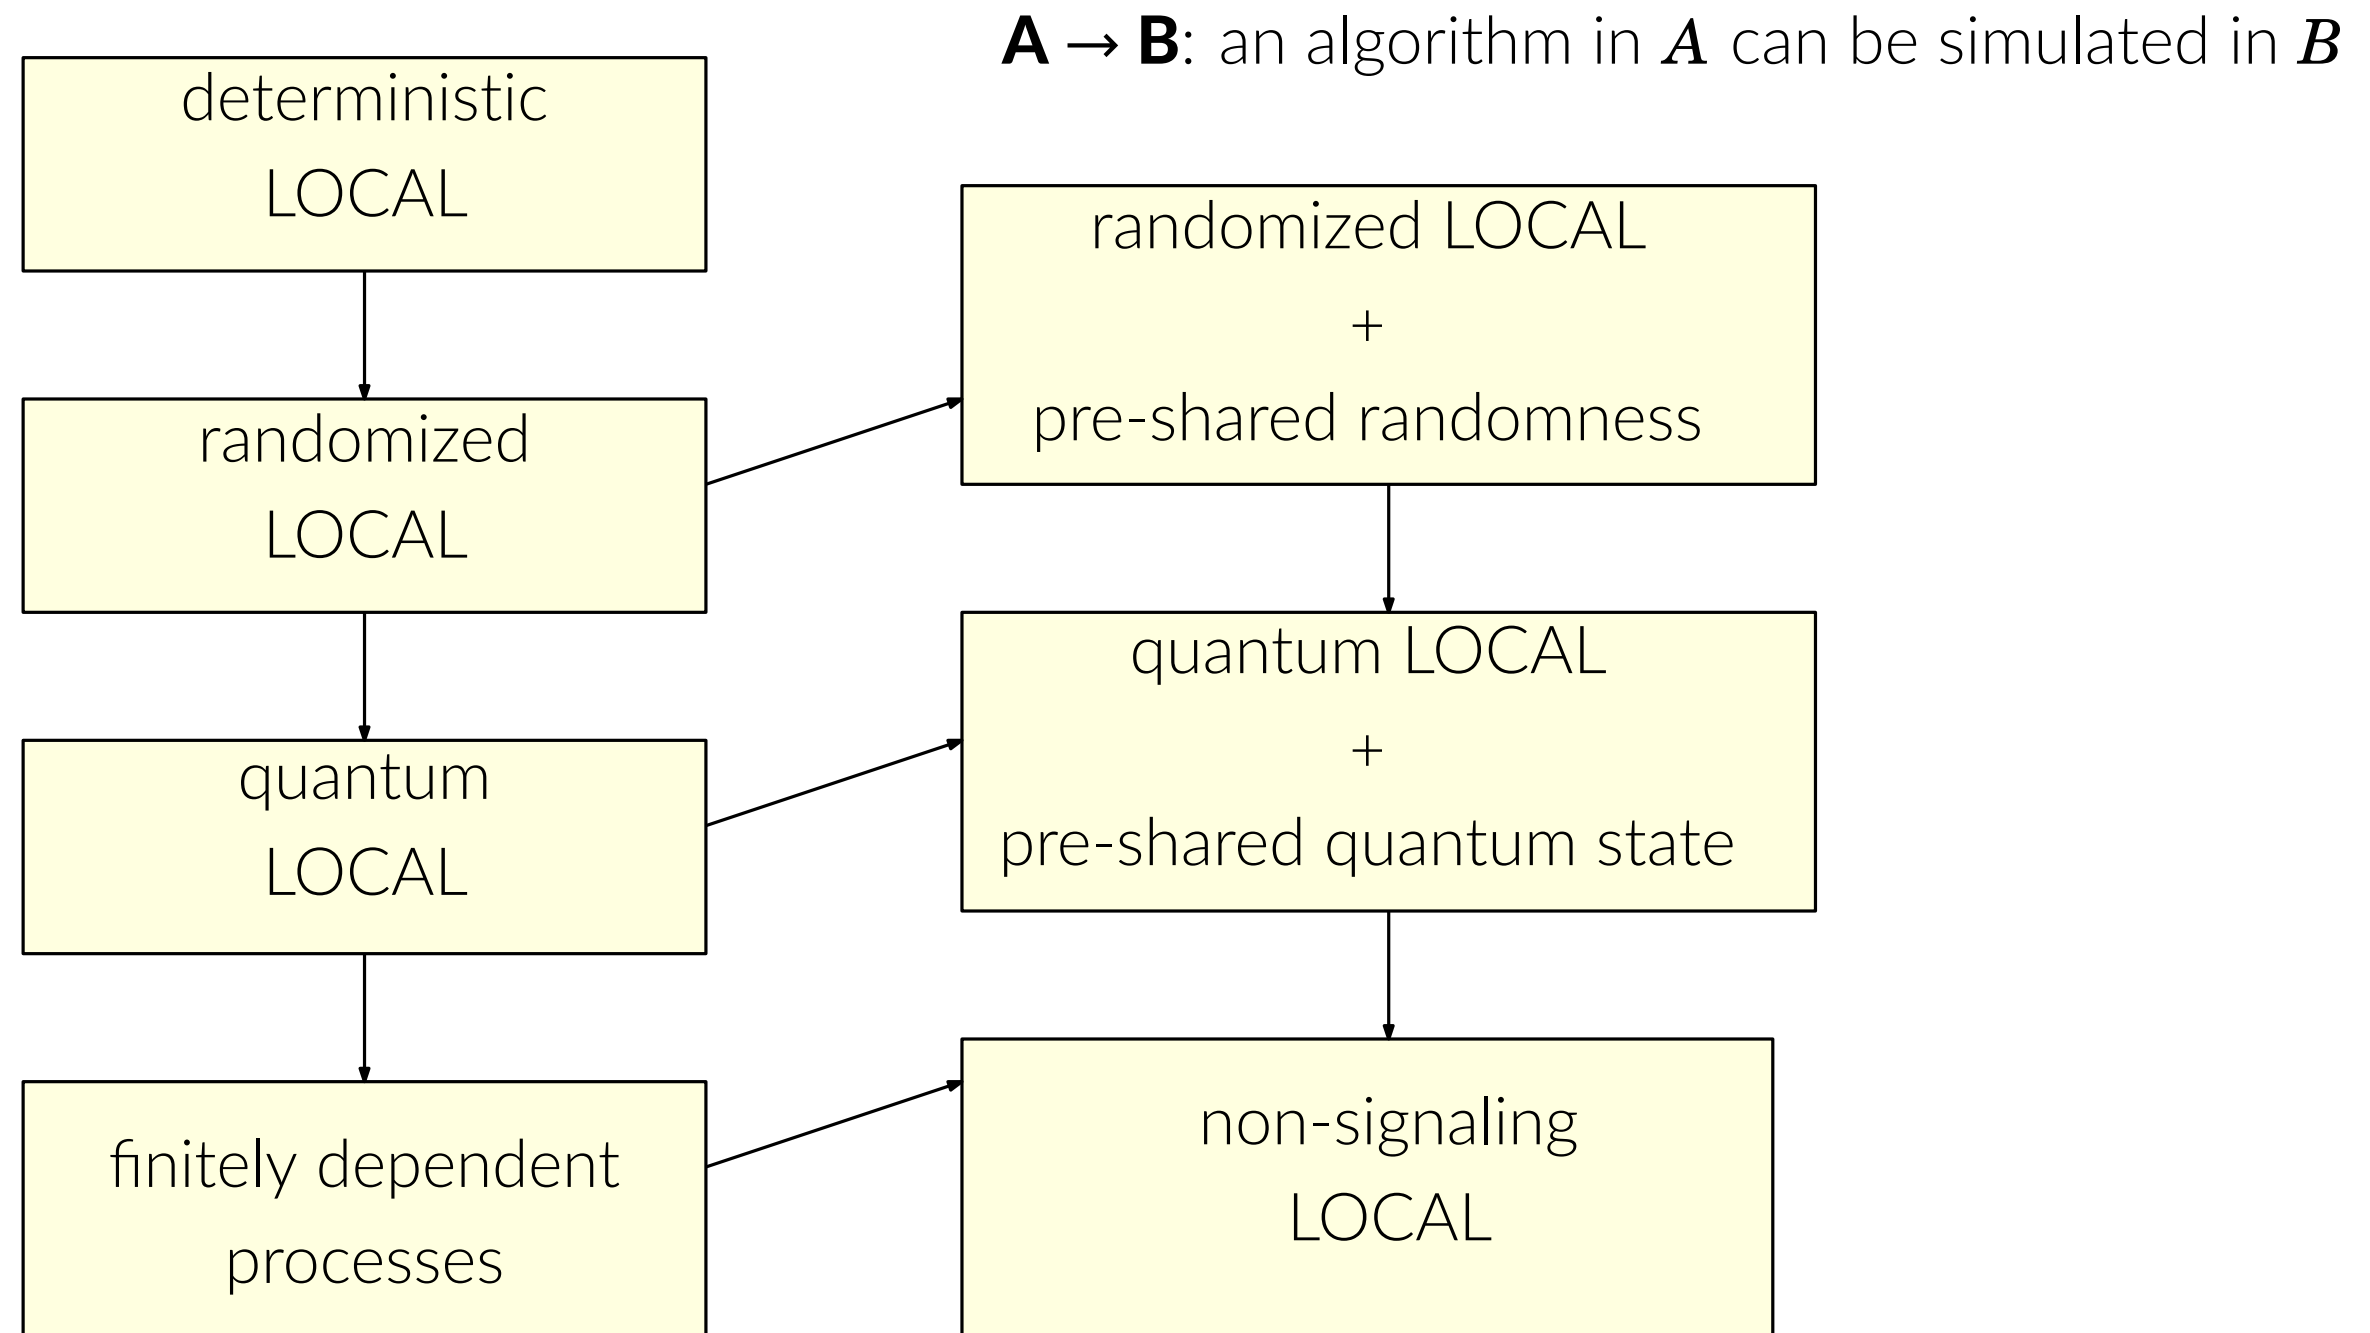 A → B: an algorithm in A can be simulated in B
deterministic
LOCAL
randomized LOCAL
+
pre-shared randomness
randomized
LOCAL
quantum LOCAL
+
pre-shared quantum state
quantum
LOCAL
non-signaling
LOCAL
finitely dependent
processes